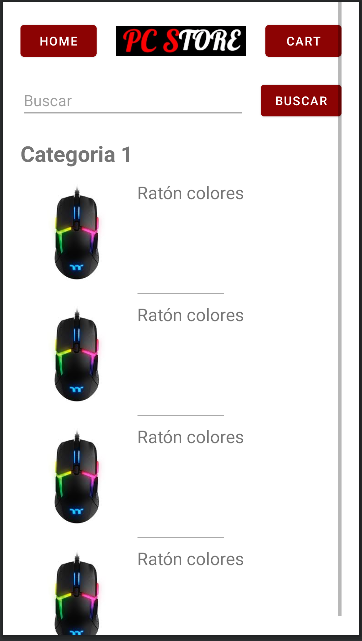 HOME
PC STORE
CART
Buscar
BUSCAR
Categoria 1
Ratón colores
Ratón colores
Ratón colores
Ratón colores